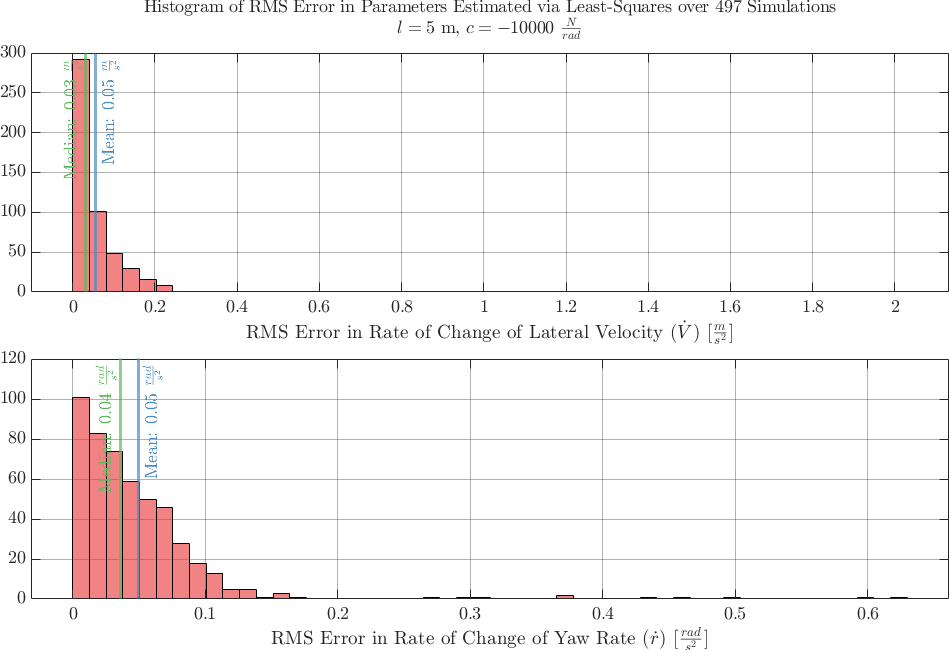 Histogram of RMS Error in Parameters Estimated via Least-Squares over 497 Simulations
l = 5 m, c = −10000 N/rad
300
250
200
150
100
50
0
Median: 0.03 m/s²
Mean: 0.05 m/s²
0 0.2 0.4 0.6 0.8 1 1.2 1.4 1.6 1.8 2
RMS Error in Rate of Change of Lateral Velocity (V̇) [m/s²]
120
100
80
60
40
20
0
Median: 0.04 rad/s²
Mean: 0.05 rad/s²
0 0.1 0.2 0.3 0.4 0.5 0.6
RMS Error in Rate of Change of Yaw Rate (ṙ) [rad/s²]